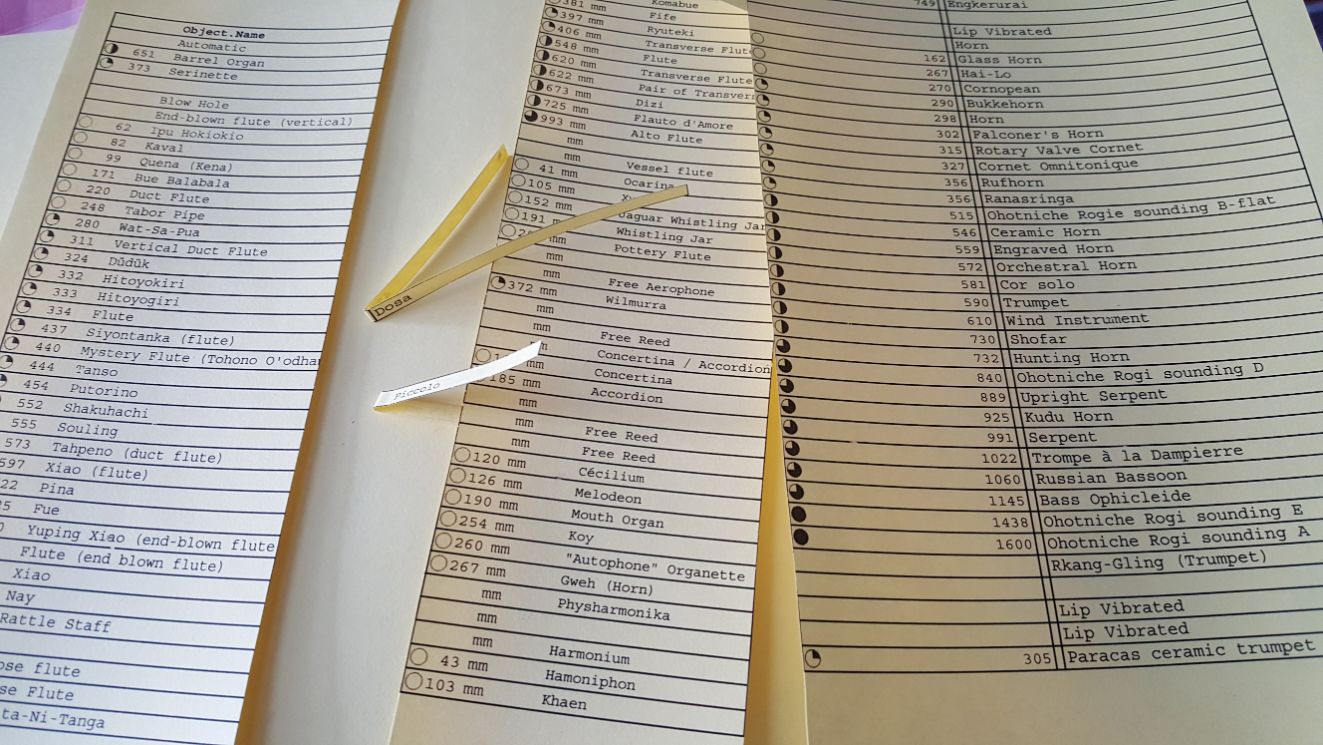 Object.Name
Automatic
651 Barrel Organ
373 Serinette
Blow Hole
End-blown flute (vertical)
62 Ipu Hokiokio
82 Kaval
99 Quena (Kena)
171 Bue Balabala
220 Duct Flute
248 Tabor Pipe
280 Wat-Sa-Pua
311 Vertical Duct Flute
324 Dūdūk
332 Hitoyokiri
333 Hitoyogiri
334 Flute
437 Siyontanka (flute)
440 Mystery Flute (Tohono O'odha
444 Tanso
454 Putorino
552 Shakuhachi
555 Souling
573 Tahpeno (duct flute)
597 Xiao (flute)
22 Pina
5 Fue
Yuping Xiao (end-blown flute
Flute (end blown flute)
Xiao
Nay
Rattle Staff
ose flute
se Flute
ta-Ni-Tanga
Dosa
Piccolo
381 mm Komabue
397 mm Fife
406 mm Ryuteki
548 mm Transverse Flut
620 mm Flute
622 mm Transverse Flute
673 mm Pair of Transver
725 mm Dizi
993 mm Flauto d'Amore
mm Alto Flute
mm
41 mm Vessel flute
105 mm Ocarina
152 mm
191 Jaguar Whistling Jar
mm Whistling Jar
mm Pottery Flute
mm
372 mm Free Aerophone
mm Wilmurra
mm
Free Reed
mm Concertina / Accordion
185 mm Concertina
mm Accordion
mm
mm Free Reed
120 mm Free Reed
126 mm Cécilium
190 mm Melodeon
254 mm Mouth Organ
260 mm Koy
267 mm "Autophone" Organette
mm Gweh (Horn)
mm Physharmonika
mm
43 mm Harmonium
103 mm Hamoniphon
Khaen
749 Engkerurai
Lip Vibrated
Horn
162 Glass Horn
267 Hai-Lo
270 Cornopean
290 Bukkehorn
298 Horn
302 Falconer's Horn
315 Rotary Valve Cornet
327 Cornet Omnitonique
356 Rufhorn
356 Ranasringa
515 Ohotniche Rogie sounding B-flat
546 Ceramic Horn
559 Engraved Horn
572 Orchestral Horn
581 Cor solo
590 Trumpet
610 Wind Instrument
730 Shofar
732 Hunting Horn
840 Ohotniche Rogi sounding D
889 Upright Serpent
925 Kudu Horn
991 Serpent
1022 Trompe à la Dampierre
1060 Russian Bassoon
1145 Bass Ophicleide
1438 Ohotniche Rogi sounding E
1600 Ohotniche Rogi sounding A
Rkang-Gling (Trumpet)
Lip Vibrated
Lip Vibrated
305 Paracas ceramic trumpet